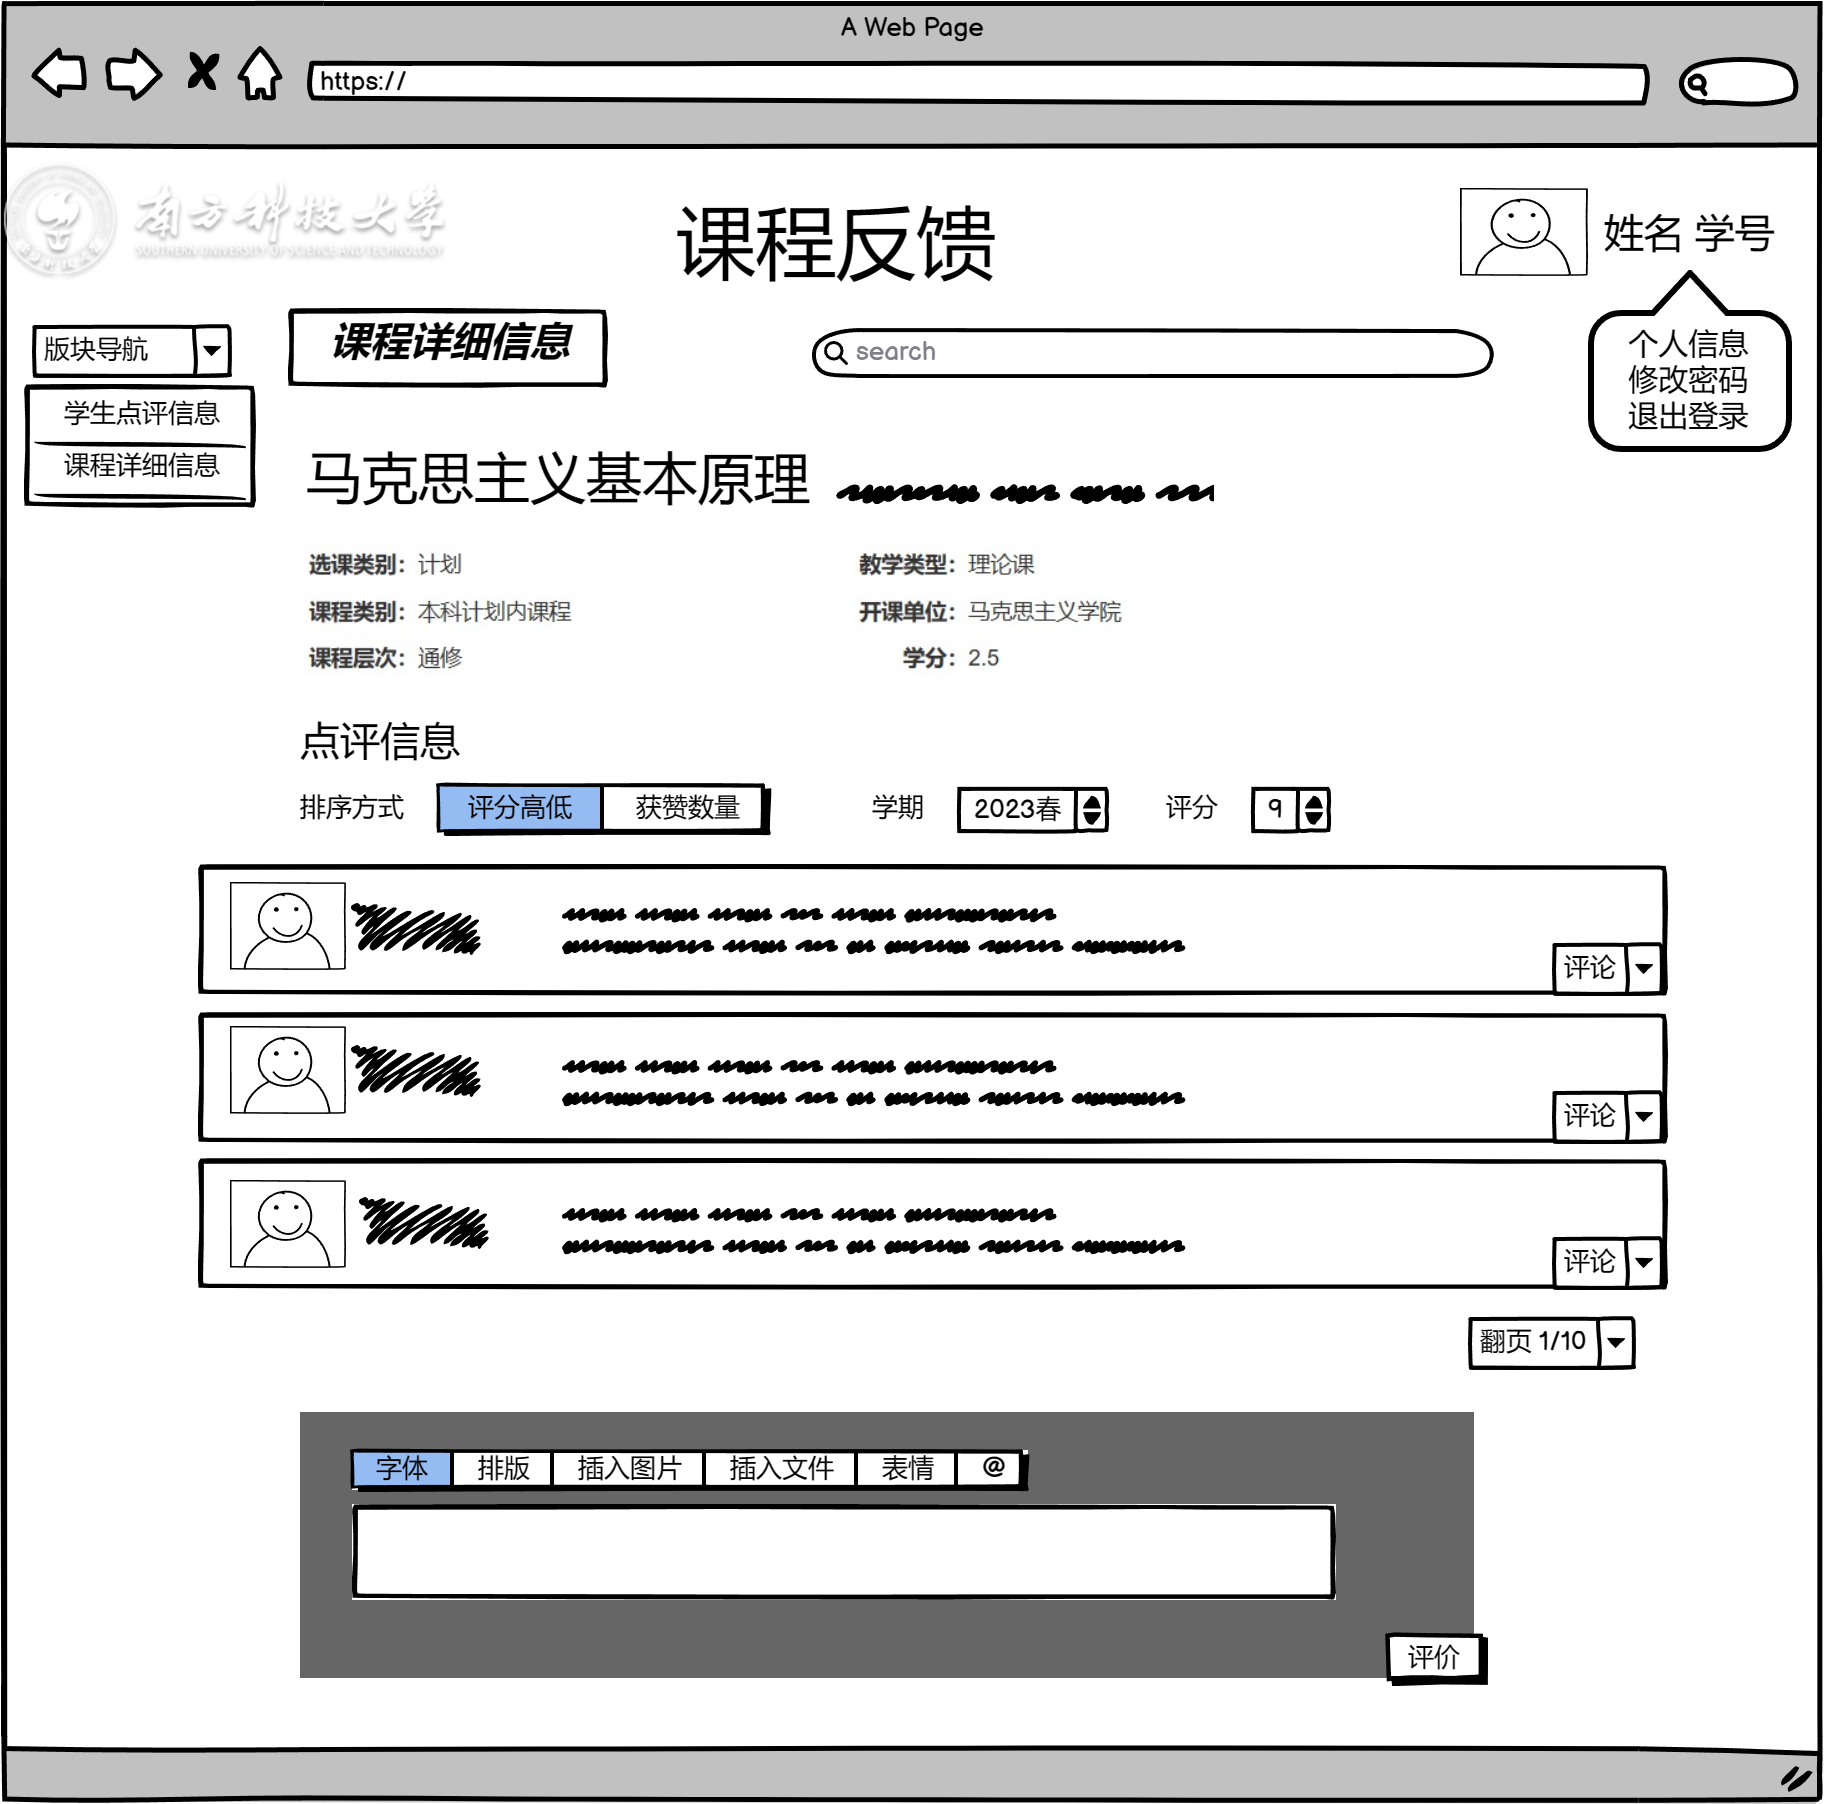 A Web Page
https://
南方科技大学
SOUTHERN UNIVERSITY OF SCIENCE AND TECHNOLOGY
课程反馈
姓名 学号
个人信息
修改密码
退出登录
版块导航
学生点评信息
课程详细信息
课程详细信息
search
马克思主义基本原理
选课类别：计划
教学类型：理论课
课程类别：本科计划内课程
开课单位：马克思主义学院
课程层次：通修
学分：2.5
点评信息
排序方式 评分高低 获赞数量 学期 2023春 评分 9
评论
评论
评论
翻页 1/10
字体 排版 插入图片 插入文件 表情 @
评价